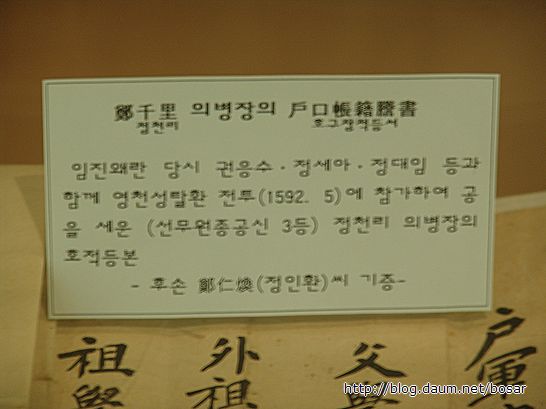 鄭千里 의병장의 戶口帳籍謄書
정천리 호구장적등서
임진왜란 당시 권응수·정세아·정대임 등과
함께 영천성탈환 전투(1592. 5)에 참가하여 공
을 세운 (선무원종공신 3등) 정천리 의병장의
호적등본
- 후손 鄭仁煥(정인환)씨 기증-
祖 外 父 戶
祖
http://blog.daum.net/bosar